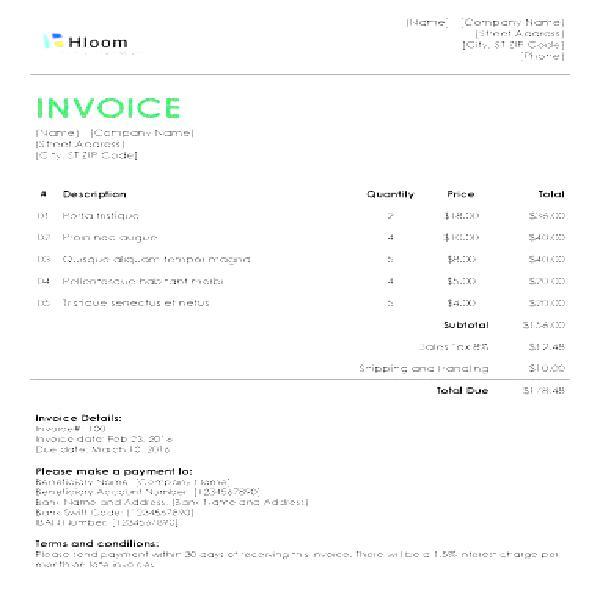 Hloom
[Name] [Company Name]
[Street Address]
[City, ST ZIP Code]
[Phone]
INVOICE
[Name] [Company Name]
[Street Address]
[City, ST ZIP Code]
# Description Quantity Price Total
01 Porta tristique 2 $18.00 $36.00
02 Proin nec augue 4 $10.00 $40.00
03 Quisque aliquam tempor magna 5 $8.00 $40.00
04 Pellentesque habitant morbi 4 $5.00 $20.00
05 Tristique senectus et netus 5 $4.00 $20.00
Subtotal $156.00
Sales Tax 8% $12.48
Shipping and Handling $10.00
Total Due $178.48
Invoice Details:
Invoice# 100
Invoice date: Feb 23, 2016
Due date: March 10, 2016
Please make a payment to:
Beneficiary Name: [Company Name]
Beneficiary Account Number: [1234567890]
Bank Name and Address: [Bank Name and Address]
Bank Swift Code: [1234567890]
IBAN Number: [1234567890]
Terms and conditions:
Please send payment within 30 days of receiving this invoice. There will be a 1.5% interest charge per
month on late invoices.